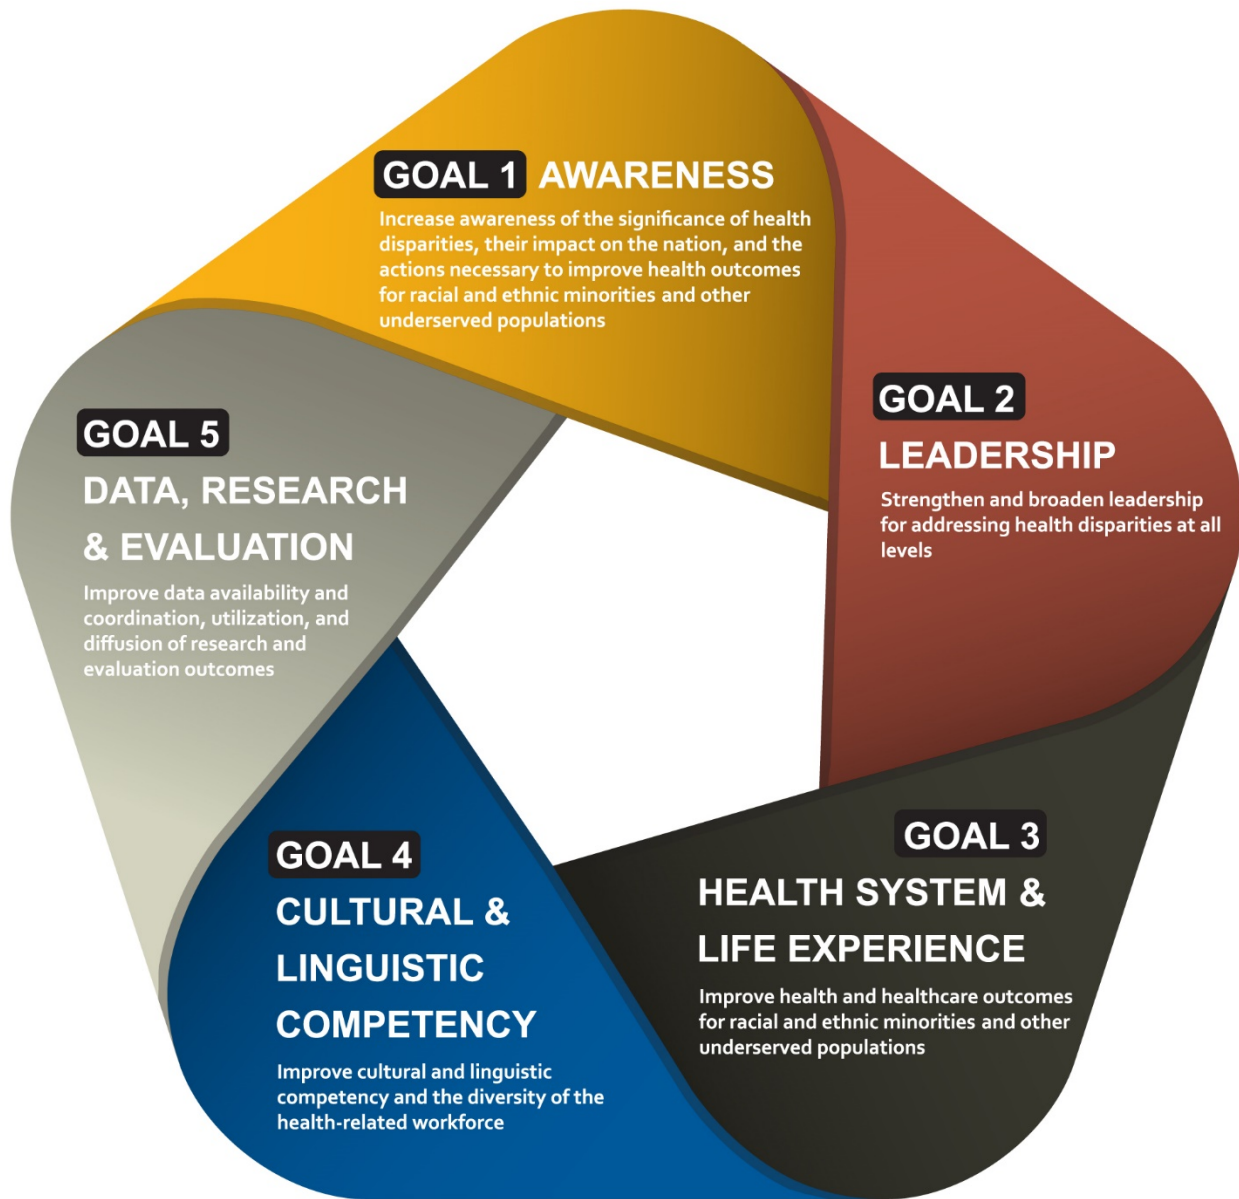 GOAL 1 AWARENESS
Increase awareness of the significance of health
disparities, their impact on the nation, and the
actions necessary to improve health outcomes
for racial and ethnic minorities and other
underserved populations
GOAL 2
LEADERSHIP
Strengthen and broaden leadership
for addressing health disparities at all
levels
GOAL 3
HEALTH SYSTEM &
LIFE EXPERIENCE
Improve health and healthcare outcomes
for racial and ethnic minorities and other
underserved populations
GOAL 4
CULTURAL &
LINGUISTIC
COMPETENCY
Improve cultural and linguistic
competency and the diversity of the
health-related workforce
GOAL 5
DATA, RESEARCH
& EVALUATION
Improve data availability and
coordination, utilization, and
diffusion of research and
evaluation outcomes